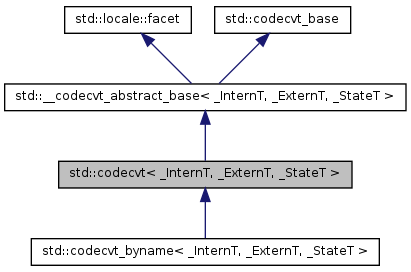 std::locale::facet
std::codecvt_base
std::__codecvt_abstract_base< _InternT, _ExternT, _StateT >
std::codecvt< _InternT, _ExternT, _StateT >
std::codecvt_byname< _InternT, _ExternT, _StateT >